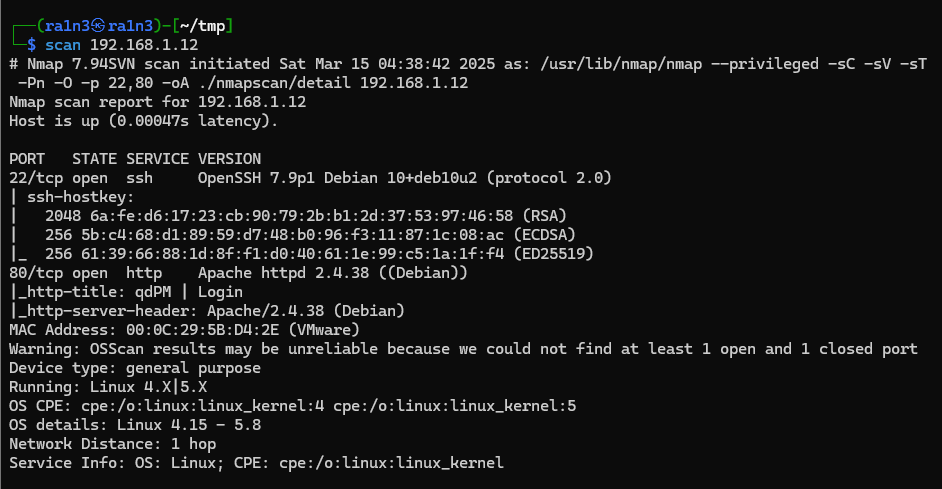 ┌──(ra1n3㉿ra1n3)-[~/tmp]
└─$ scan 192.168.1.12
# Nmap 7.94SVN scan initiated Sat Mar 15 04:38:42 2025 as: /usr/lib/nmap/nmap --privileged -sC -sV -sT
 -Pn -O -p 22,80 -oA ./nmapscan/detail 192.168.1.12
Nmap scan report for 192.168.1.12
Host is up (0.00047s latency).

PORT   STATE SERVICE VERSION
22/tcp open  ssh     OpenSSH 7.9p1 Debian 10+deb10u2 (protocol 2.0)
| ssh-hostkey:
|   2048 6a:fe:d6:17:23:cb:90:79:2b:b1:2d:37:53:97:46:58 (RSA)
|   256 5b:c4:68:d1:89:59:d7:48:b0:96:f3:11:87:1c:08:ac (ECDSA)
|_  256 61:39:66:88:1d:8f:f1:d0:40:61:1e:99:c5:1a:1f:f4 (ED25519)
80/tcp open  http    Apache httpd 2.4.38 ((Debian))
|_http-title: qdPM | Login
|_http-server-header: Apache/2.4.38 (Debian)
MAC Address: 00:0C:29:5B:D4:2E (VMware)
Warning: OSScan results may be unreliable because we could not find at least 1 open and 1 closed port
Device type: general purpose
Running: Linux 4.X|5.X
OS CPE: cpe:/o:linux:linux_kernel:4 cpe:/o:linux:linux_kernel:5
OS details: Linux 4.15 - 5.8
Network Distance: 1 hop
Service Info: OS: Linux; CPE: cpe:/o:linux:linux_kernel